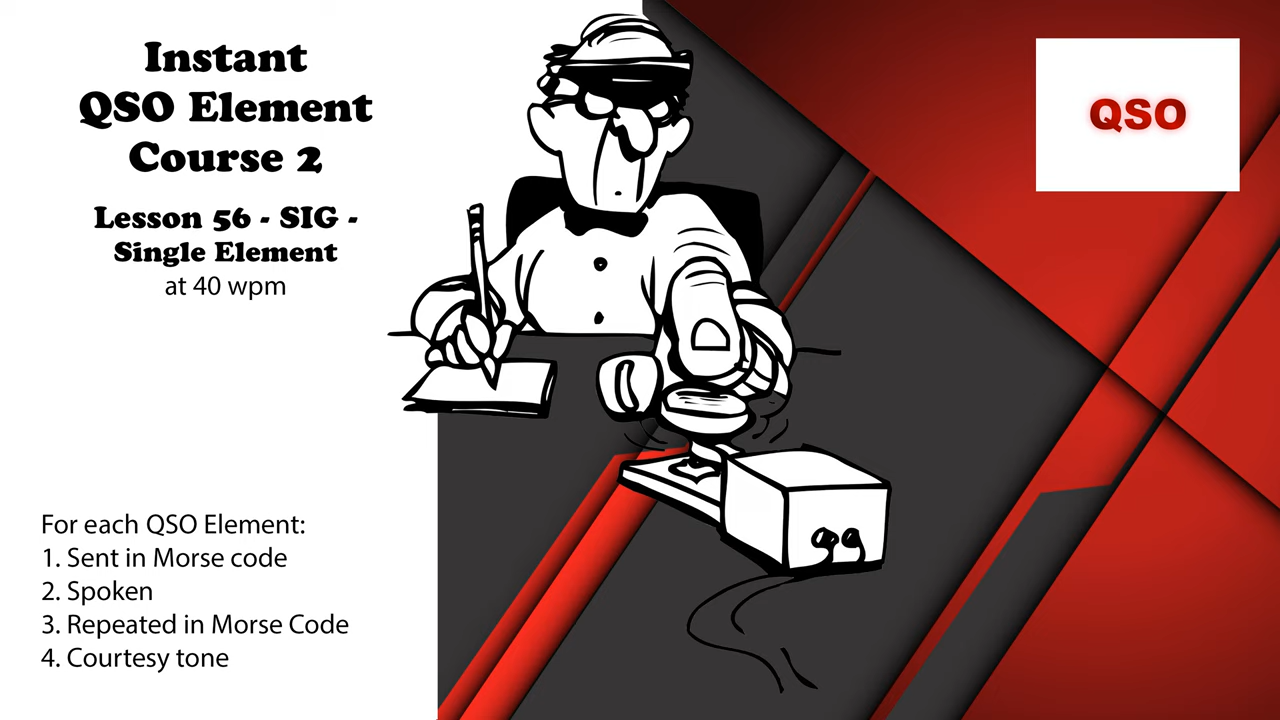 Instant
QSO Element
Course 2
Lesson 56 - SIG -
Single Element
at 40 wpm
QSO
For each QSO Element:
1. Sent in Morse code
2. Spoken
3. Repeated in Morse Code
4. Courtesy tone